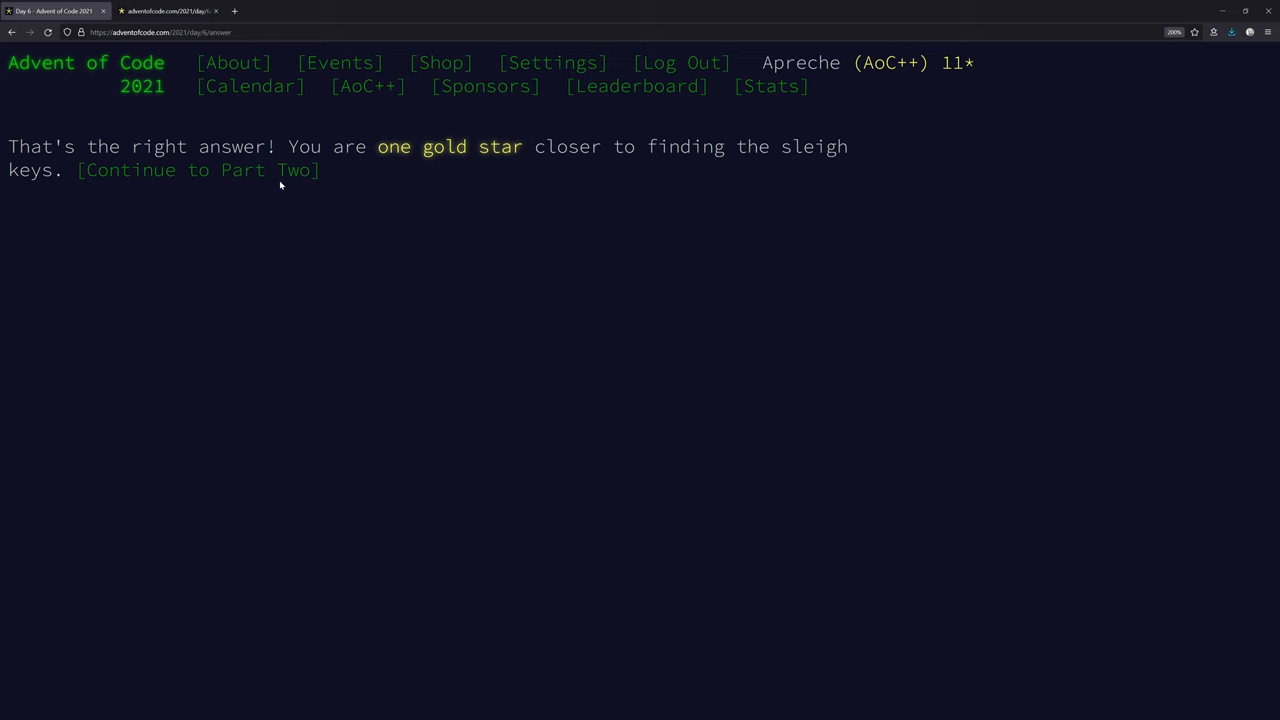 Day 6 - Advent of Code 2021
adventofcode.com/2021/day/
https://adventofcode.com/2021/day/6/answer
200%
Advent of Code [About] [Events] [Shop] [Settings] [Log Out] Apreche (AoC++) 11*
2021 [Calendar] [AoC++] [Sponsors] [Leaderboard] [Stats]
That's the right answer! You are one gold star closer to finding the sleigh
keys. [Continue to Part Two]